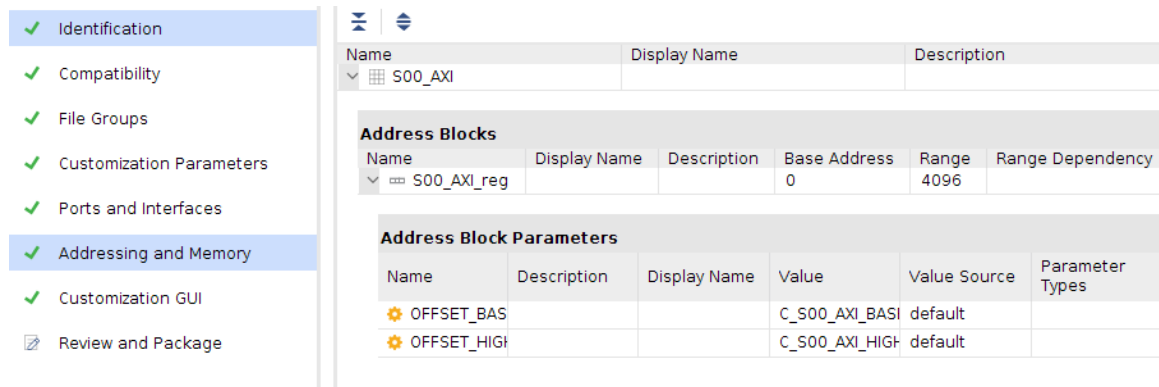 Identification
Compatibility
File Groups
Customization Parameters
Ports and Interfaces
Addressing and Memory
Customization GUI
Review and Package
Name Display Name Description
S00_AXI
Address Blocks
Name Display Name Description Base Address Range Range Dependency
S00_AXI_reg 0 4096
Address Block Parameters
Name Description Display Name Value Value Source Parameter Types
OFFSET_BAS C_S00_AXI_BASI default
OFFSET_HIGH C_S00_AXI_HIGH default